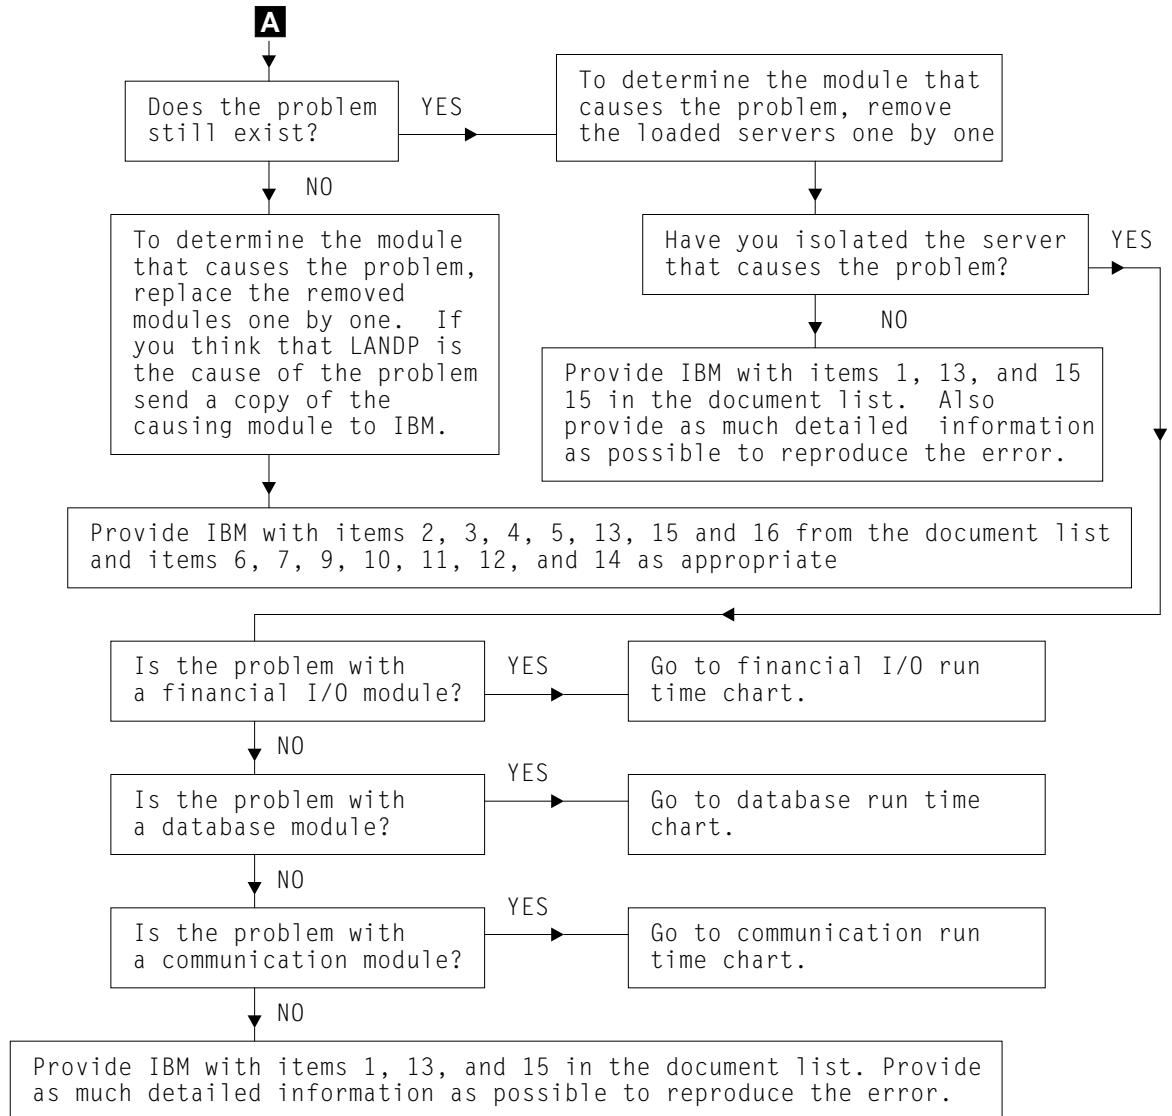 A
Does the problem
still exist?
YES
To determine the module that
causes the problem, remove
the loaded servers one by one
NO
To determine the module
that causes the problem,
replace the removed
modules one by one. If
you think that LANDP is
the cause of the problem
send a copy of the
causing module to IBM.
Have you isolated the server
that causes the problem?
YES
NO
Provide IBM with items 1, 13, and 15
15 in the document list. Also
provide as much detailed information
as possible to reproduce the error.
Provide IBM with items 2, 3, 4, 5, 13, 15 and 16 from the document list
and items 6, 7, 9, 10, 11, 12, and 14 as appropriate
Is the problem with
a financial I/O module?
YES
Go to financial I/O run
time chart.
NO
Is the problem with
a database module?
YES
Go to database run time
chart.
NO
Is the problem with
a communication module?
YES
Go to communication run
time chart.
NO
Provide IBM with items 1, 13, and 15 in the document list. Provide
as much detailed information as possible to reproduce the error.